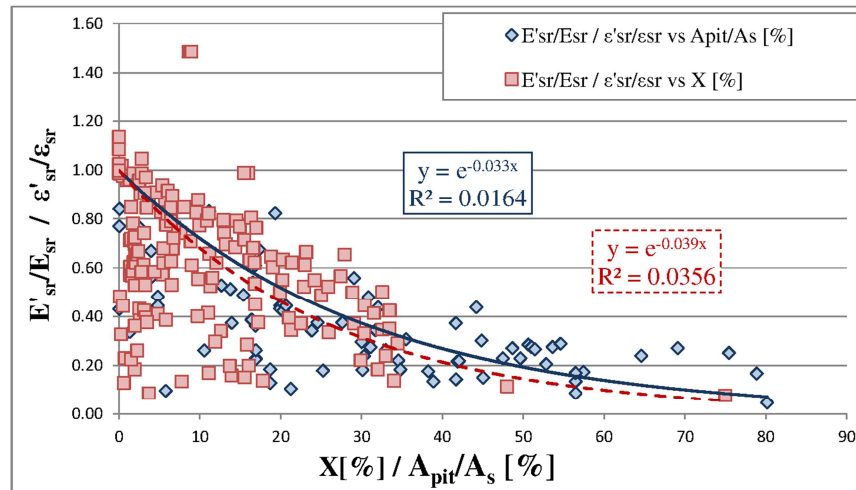 1.60
1.40
1.20
1.00
0.80
0.60
0.40
0.20
0.00
E'sr/Esr / ε'sr/εsr
E'sr/Esr / ε'sr/εsr vs Apit/As [%]
E'sr/Esr / ε'sr/εsr vs X [%]
y = e-0.033x
R² = 0.0164
y = e-0.039x
R² = 0.0356
0 10 20 30 40 50 60 70 80 90
X[%] / Apit/As [%]